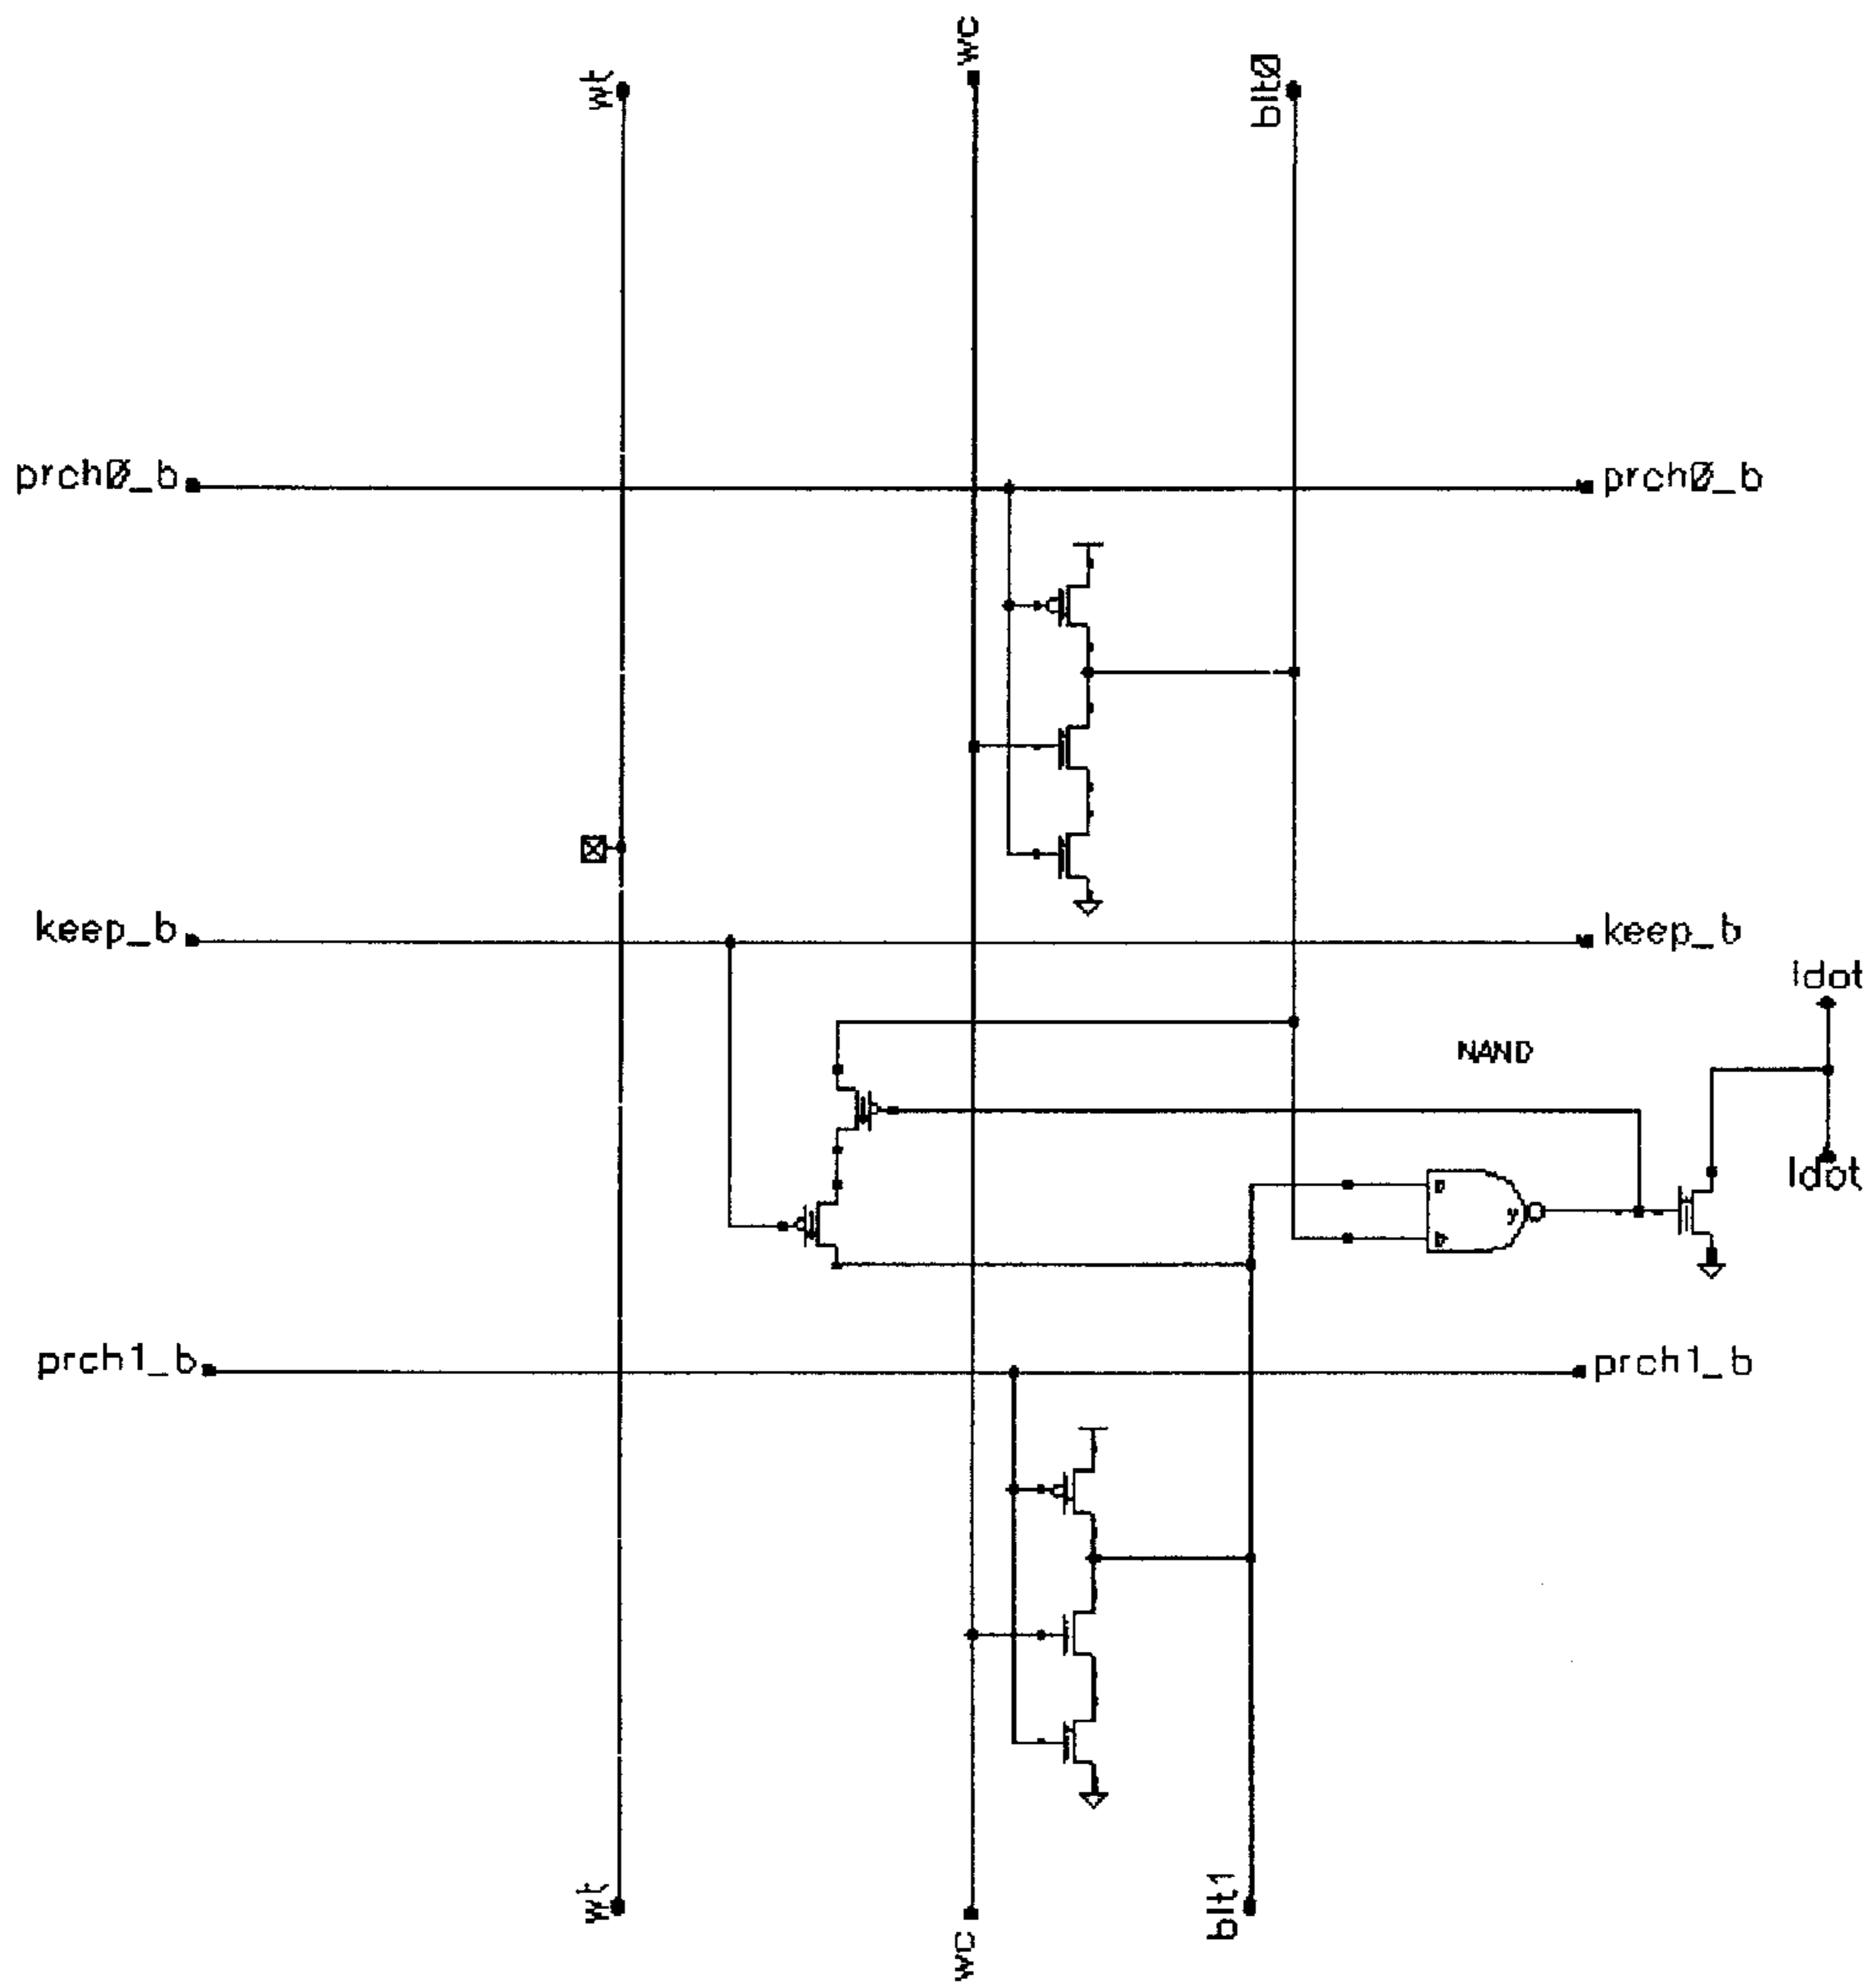 wc
wt
blt0
prch0_b
prch0_b
keep_b
keep_b
ldot
NAND
a
y
b
ldot
prch1_b
prch1_b
wt
blt1
wc